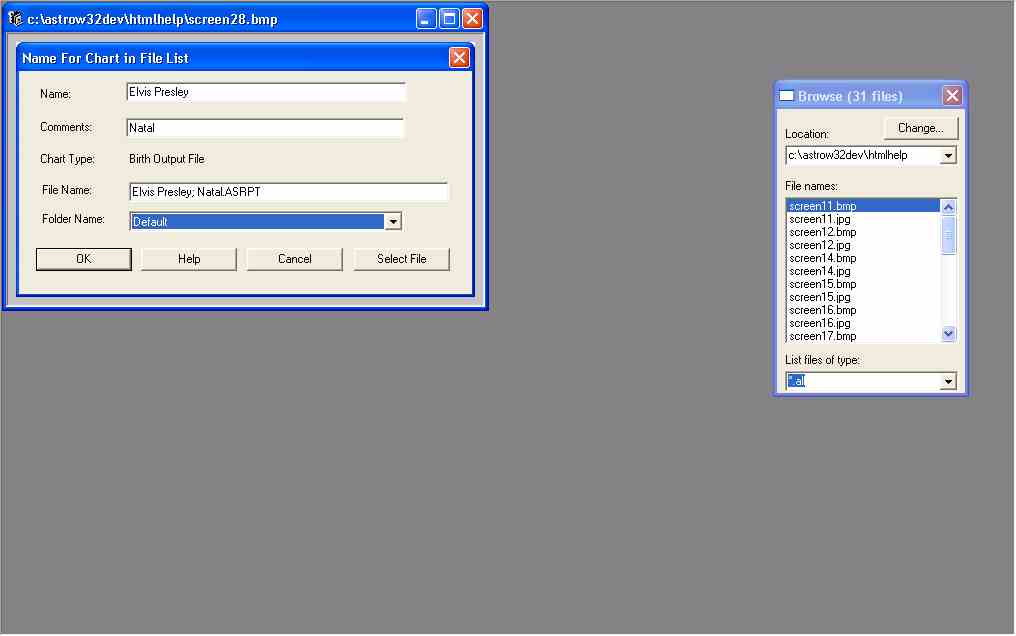 c:\astrow32dev\htmlhelp\screen28.bmp
Name For Chart in File List
Name: Elvis Presley
Comments: Natal
Chart Type: Birth Output File
File Name: Elvis Presley; Natal.ASRPT
Folder Name: Default
OK Help Cancel Select File
Browse (31 files)
Location: Change...
c:\astrow32dev\htmlhelp
File names:
screen11.bmp
screen11.jpg
screen12.bmp
screen12.jpg
screen14.bmp
screen14.jpg
screen15.bmp
screen15.jpg
screen16.bmp
screen16.jpg
screen17.bmp
List files of type:
*.all